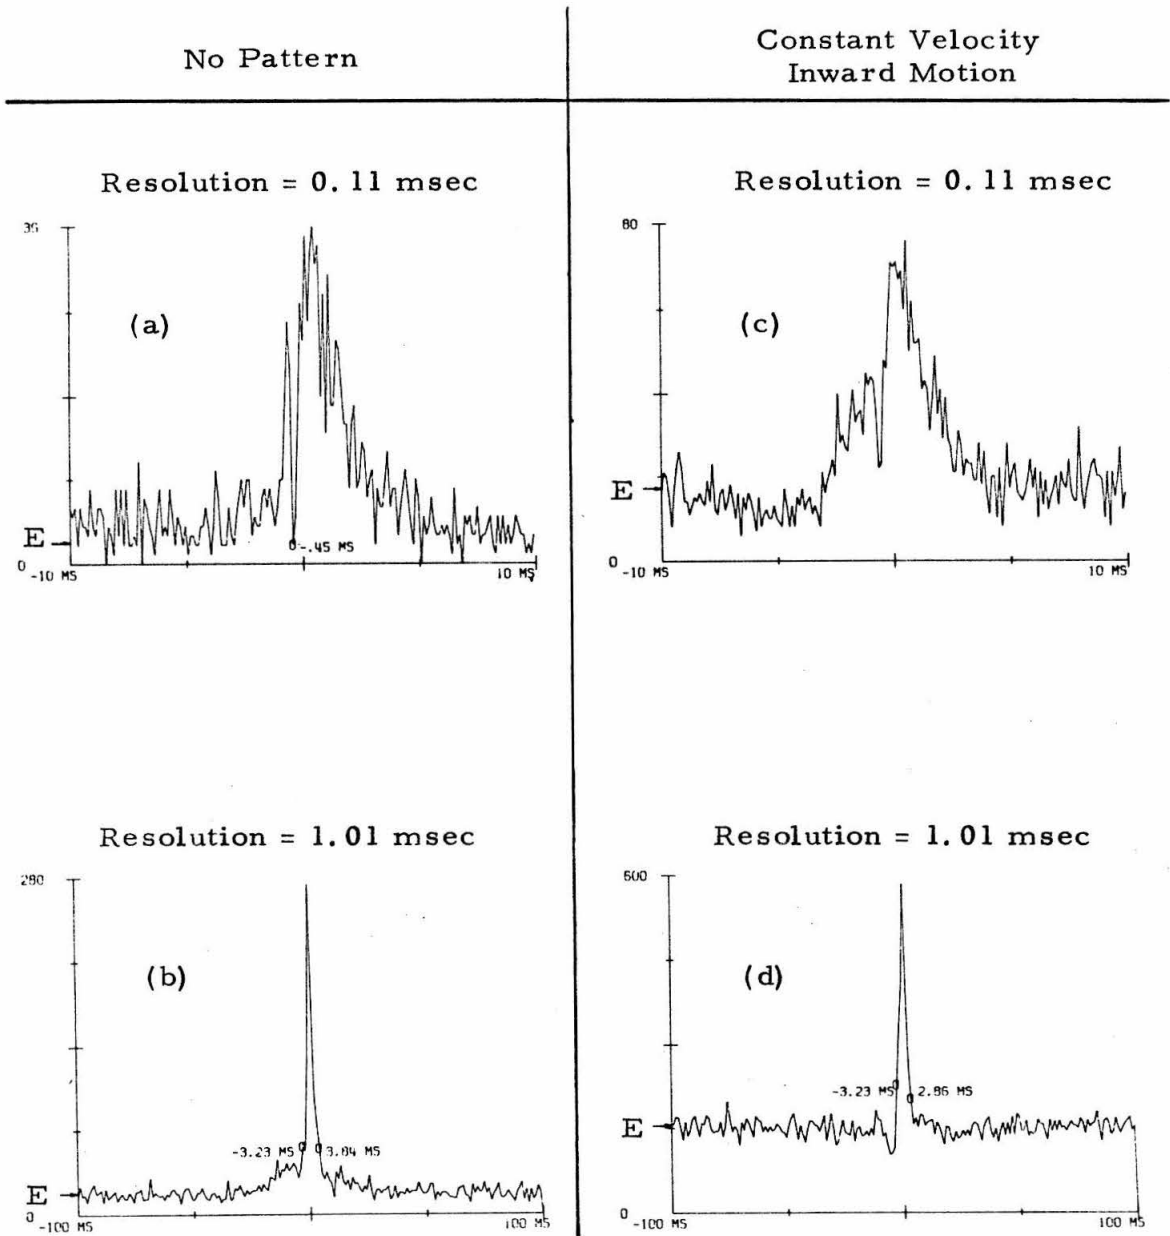 No Pattern
Constant Velocity
Inward Motion
Resolution = 0.11 msec
35
(a)
E
0-.45 MS
0
-10 MS
10 MS
Resolution = 0.11 msec
80
(c)
E
0
-10 MS
10 MS
Resolution = 1.01 msec
280
(b)
-3.23 MS
3.84 MS
E
0
-100 MS
100 MS
Resolution = 1.01 msec
500
(d)
-3.23 MS
2.86 MS
E
0
-100 MS
100 MS